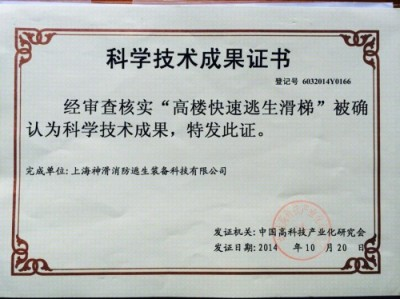 科学技术成果证书
登记号 6032014Y0166
经审查核实“高楼快速逃生滑梯”被确
认为科学技术成果，特发此证。
完成单位：上海神滑消防逃生装备科技有限公司
发证机关：中国高科技产业化研究会
发证日期：2014 年 10 月 20 日